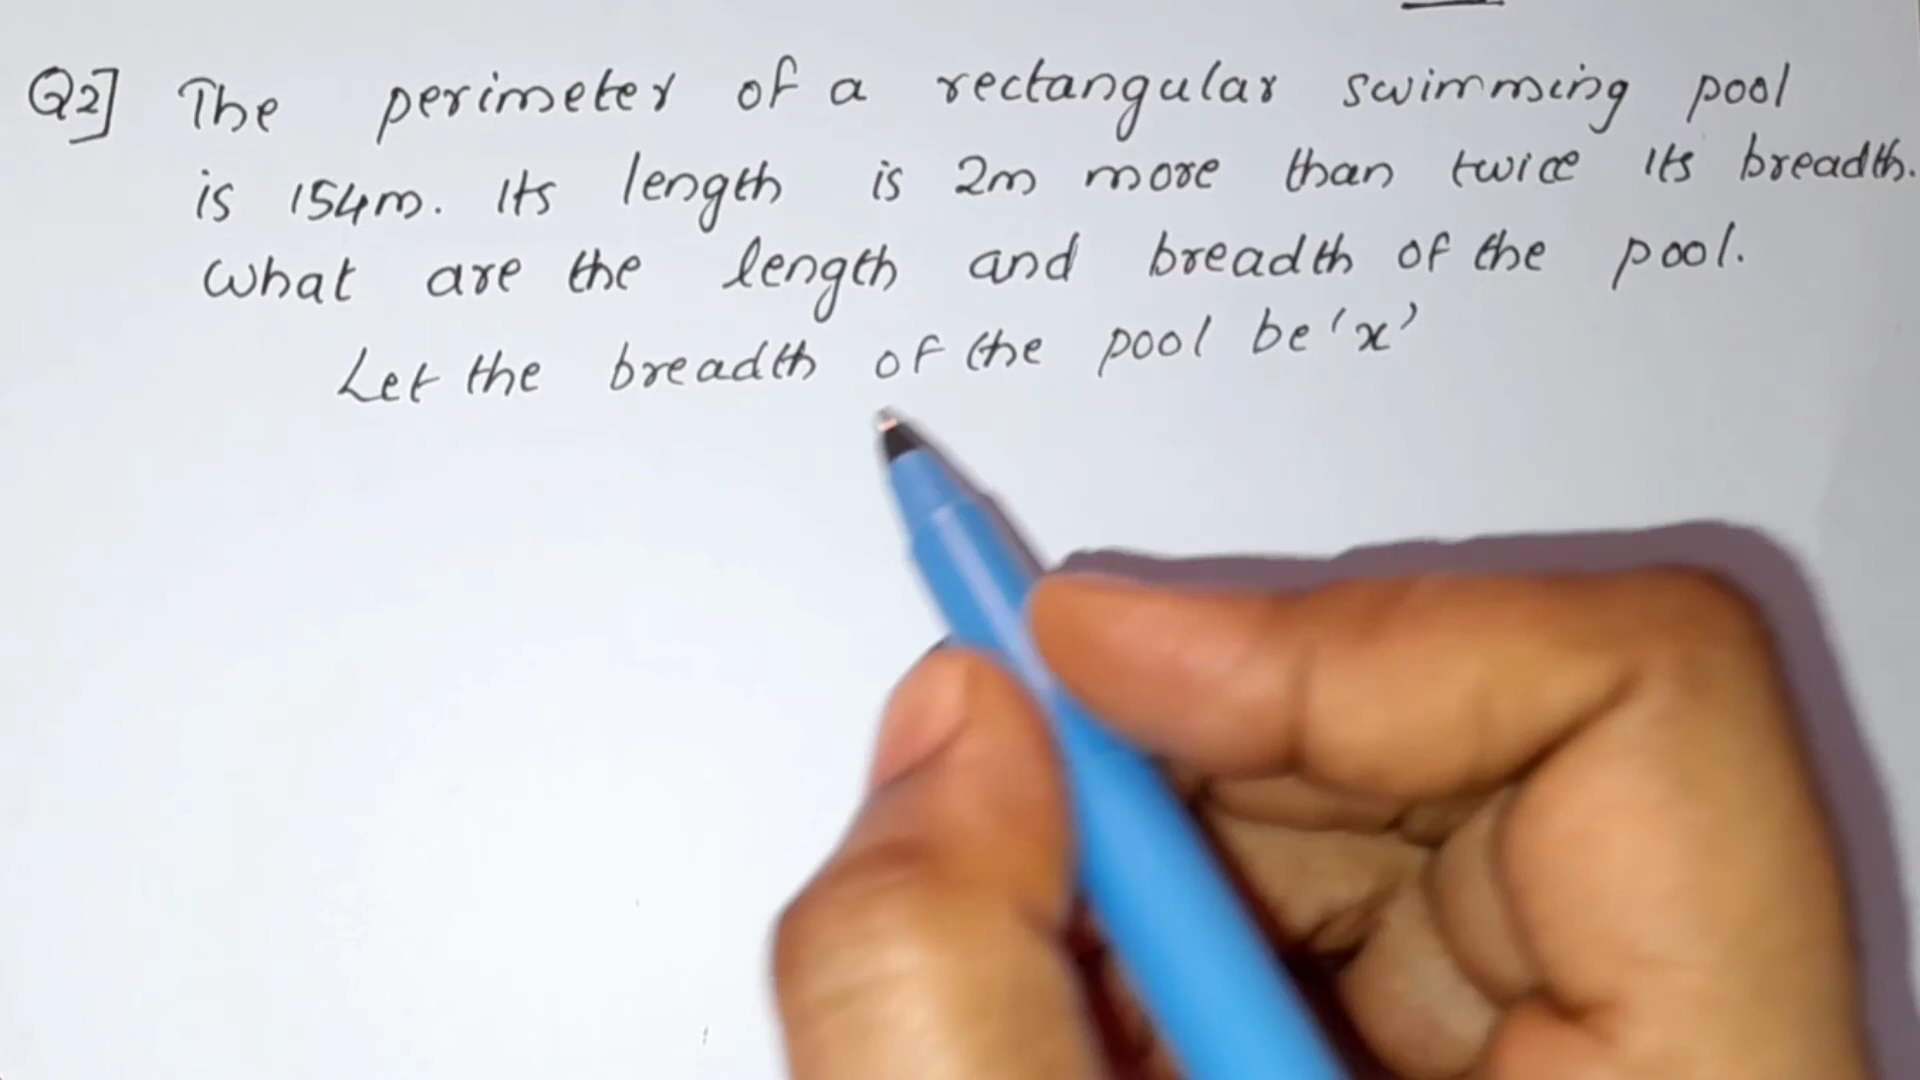 Q2] The perimeter of a rectangular swimming pool
is 154m. Its length is 2m more than twice its breadth.
What are the length and breadth of the pool.
Let the breadth of the pool be 'x'